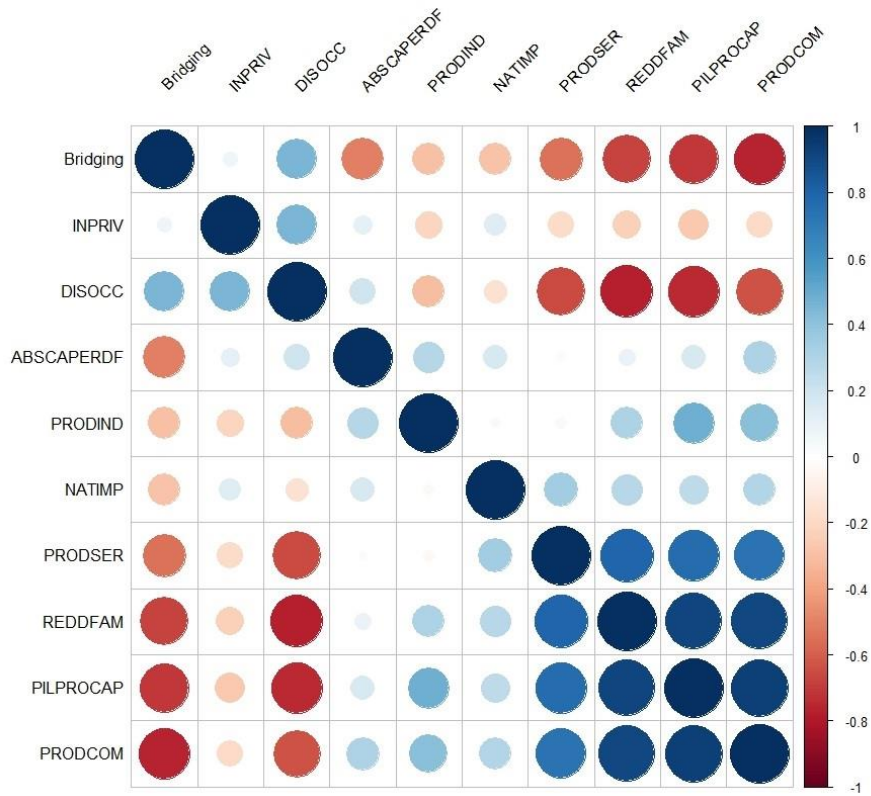 Bridging INPRIV DISOCC ABSCAPERDF PRODIND NATIMP PRODSER REDDFAM PILPROCAP PRODCOM
Bridging
INPRIV
DISOCC
ABSCAPERDF
PRODIND
NATIMP
PRODSER
REDDFAM
PILPROCAP
PRODCOM
1
0.8
0.6
0.4
0.2
0
-0.2
-0.4
-0.6
-0.8
-1